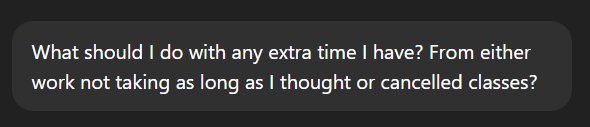 What should I do with any extra time I have? From either
work not taking as long as I thought or cancelled classes?